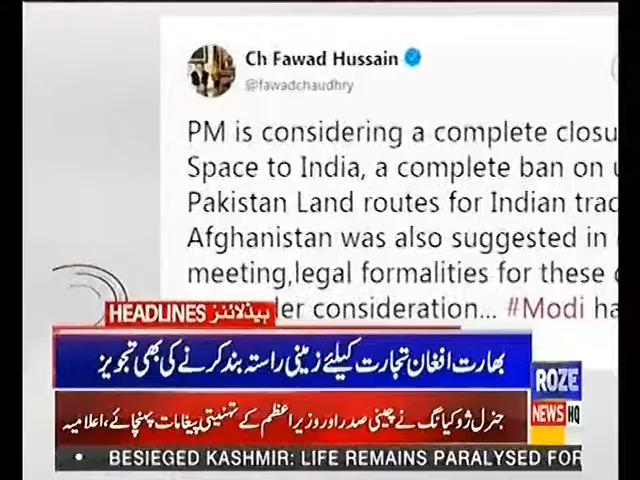 Ch Fawad Hussain
@fawadchaudhry
PM is considering a complete closu
Space to India, a complete ban on u
Pakistan Land routes for Indian trad
Afghanistan was also suggested in
meeting,legal formalities for these
er consideration... #Modi ha
HEADLINES ہیڈلائنز
بھارت افغان تجارت کیلئے زمینی راستہ بند کرنے کی بھی تجویز
ROZE
NEWS HQ
جنرل ژوکیانگ نے چینی صدر اور وزیراعظم کے تہنیتی پیغامات پہنچائے، اعلامیہ
BESIEGED KASHMIR: LIFE REMAINS PARALYSED FOR